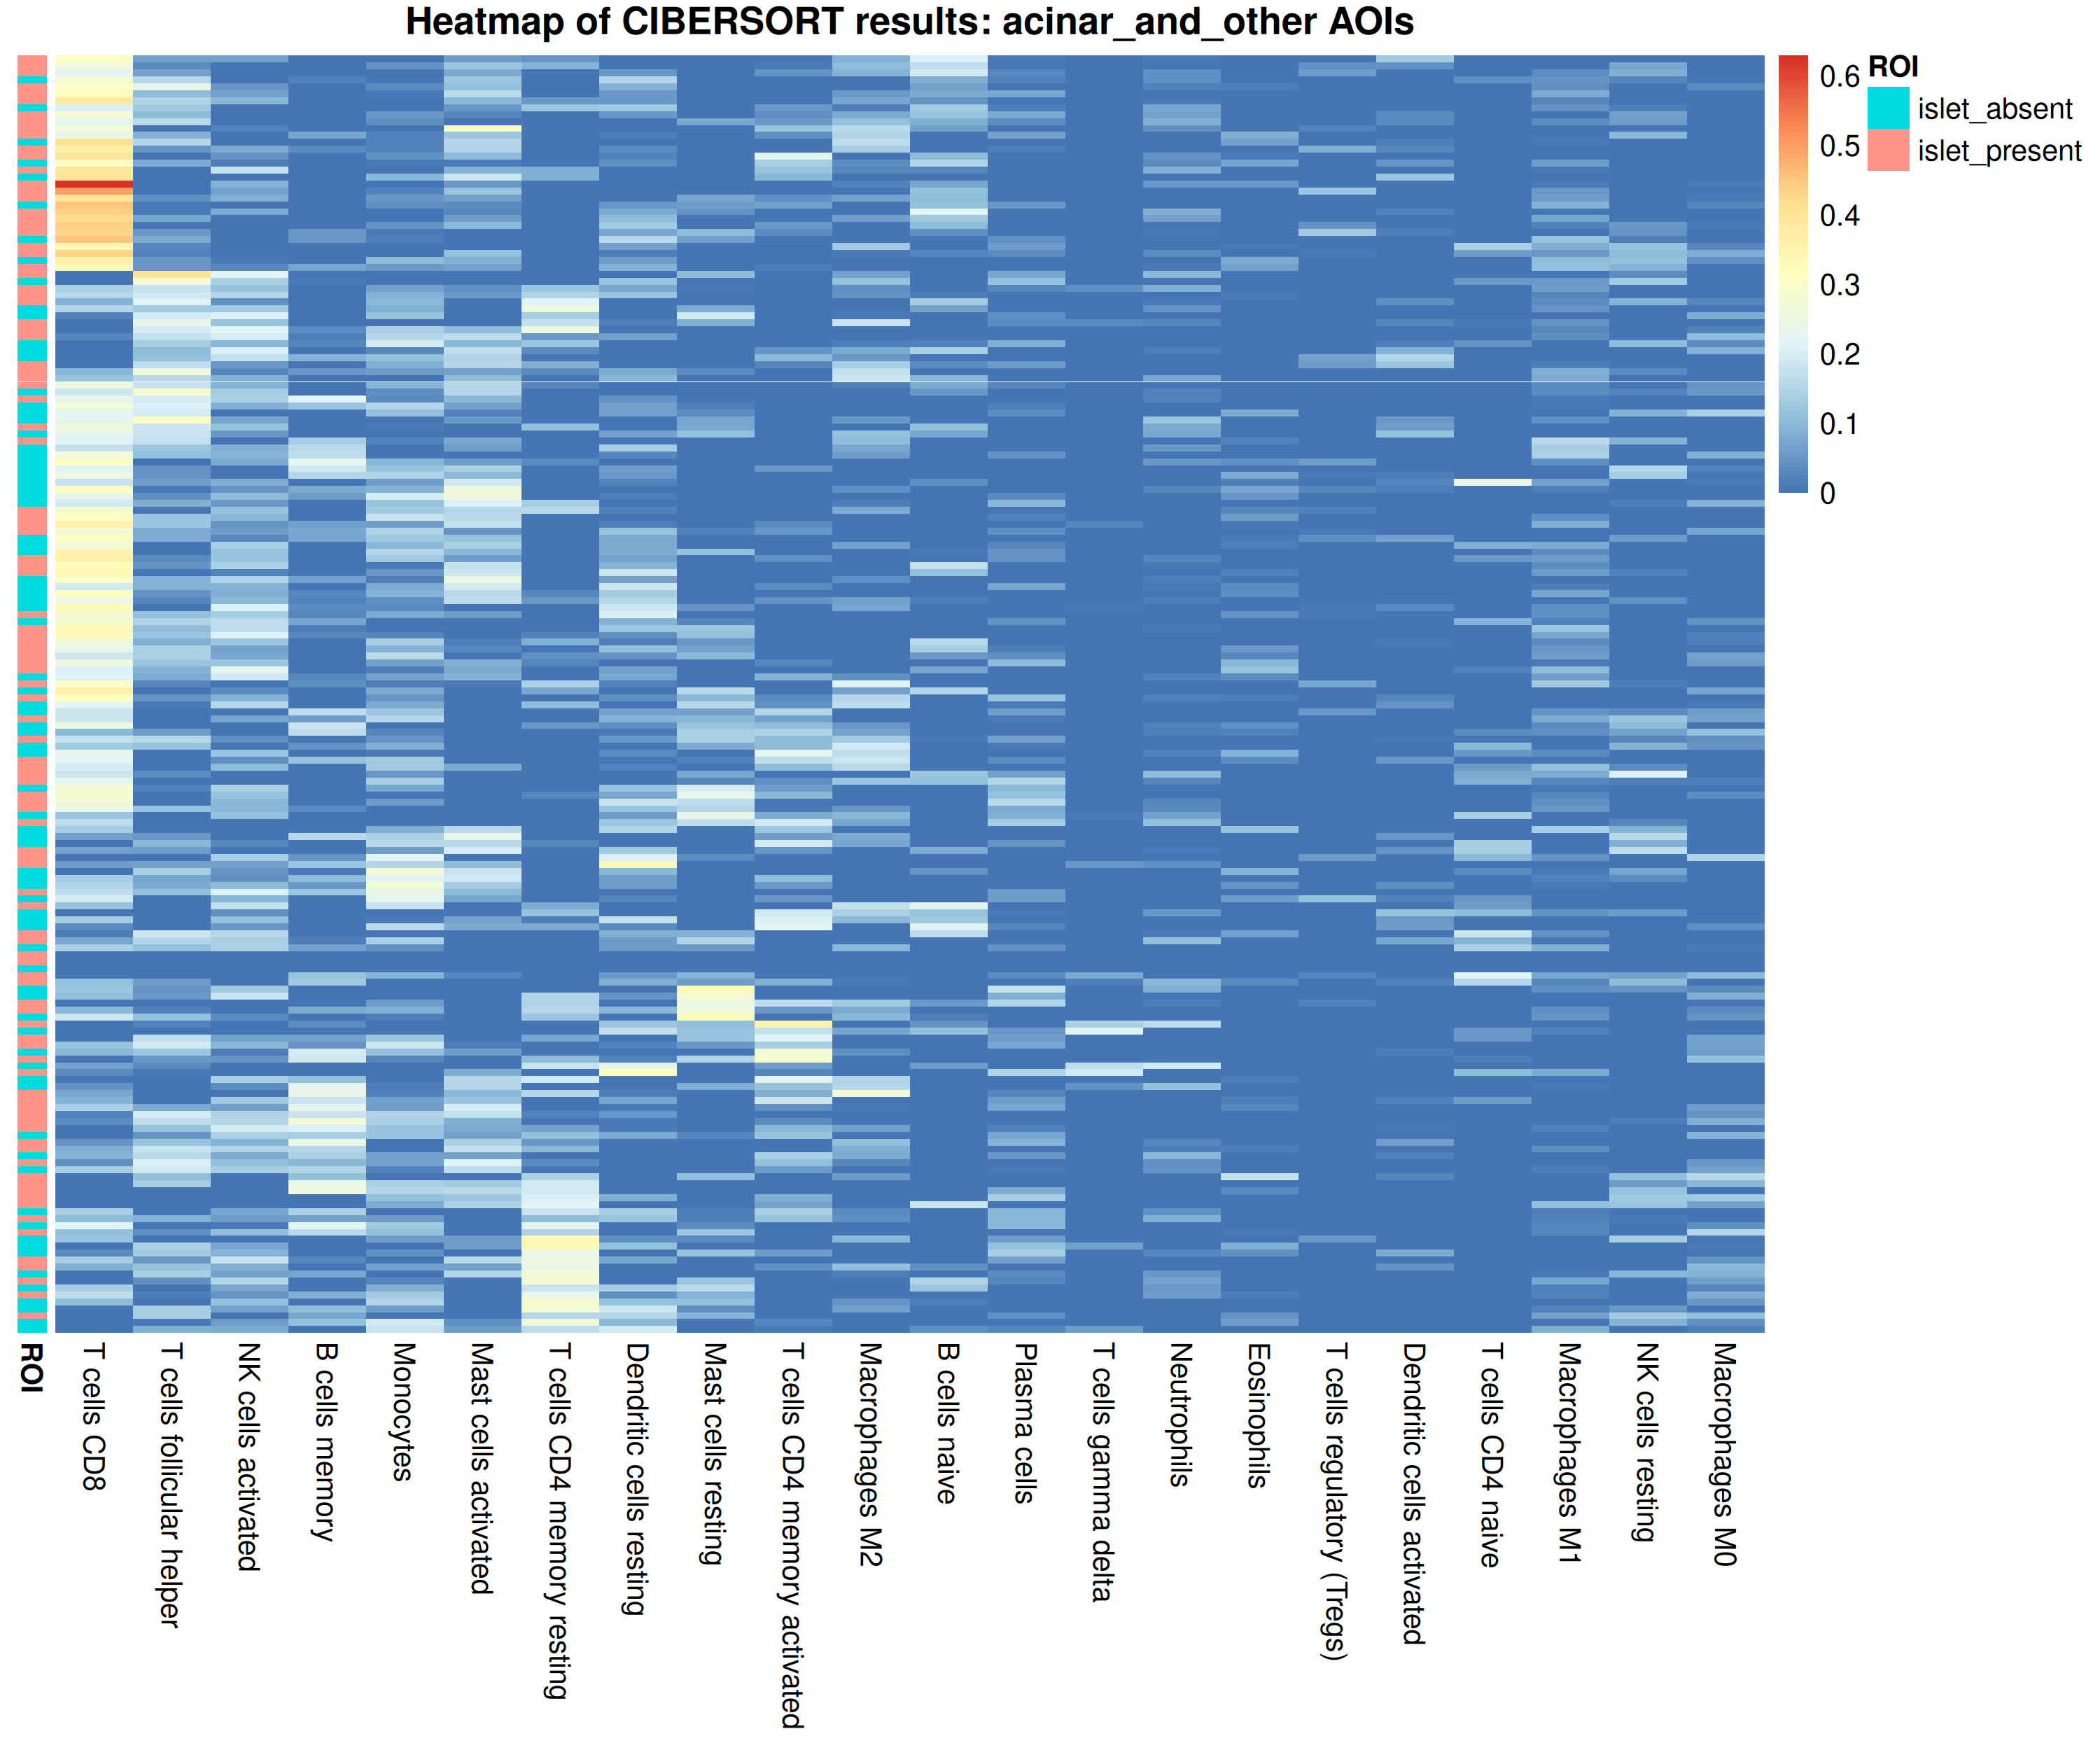 Heatmap of CIBERSORT results: acinar_and_other AOIs
0.6
0.5
0.4
0.3
0.2
0.1
0
ROI
islet_absent
islet_present
ROI
T cells CD8
T cells follicular helper
NK cells activated
B cells memory
Monocytes
Mast cells activated
T cells CD4 memory resting
Dendritic cells resting
Mast cells resting
T cells CD4 memory activated
Macrophages M2
B cells naive
Plasma cells
T cells gamma delta
Neutrophils
Eosinophils
T cells regulatory (Tregs)
Dendritic cells activated
T cells CD4 naive
Macrophages M1
NK cells resting
Macrophages M0